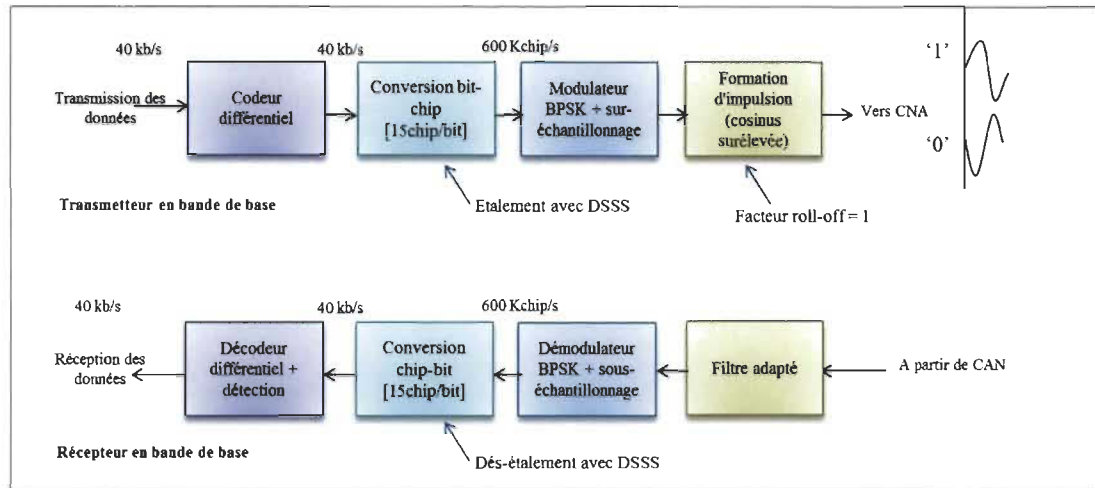 40 kb/s
40 kb/s
600 Kchip/s
Transmission des
données
Codeur
différentiel
Conversion bit-
chip
[15chip/bit]
Modulateur
BPSK + sur-
échantillonnage
Formation
d'impulsion
(cosinus
surélevée)
Vers CNA
‘1’
‘0’
Transmetteur en bande de base
Etalement avec DSSS
Facteur roll-off = 1
40 kb/s
40 kb/s
600 Kchip/s
Réception des
données
Décodeur
différentiel +
détection
Conversion
chip-bit
[15chip/bit]
Démodulateur
BPSK + sous-
échantillonnage
Filtre adapté
A partir de CAN
Récepteur en bande de base
Dés-étalement avec DSSS